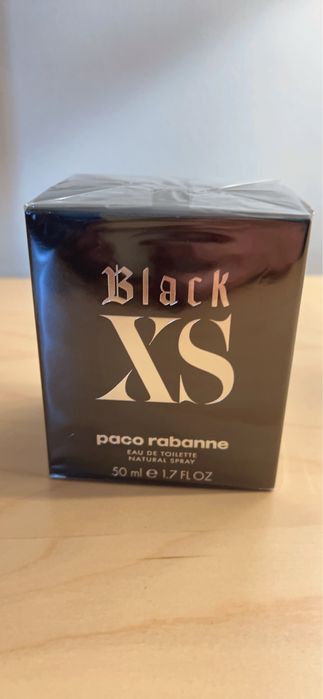 Black
XS
paco rabanne
EAU DE TOILETTE
NATURAL SPRAY
50 ml ℮ 1.7 FL OZ